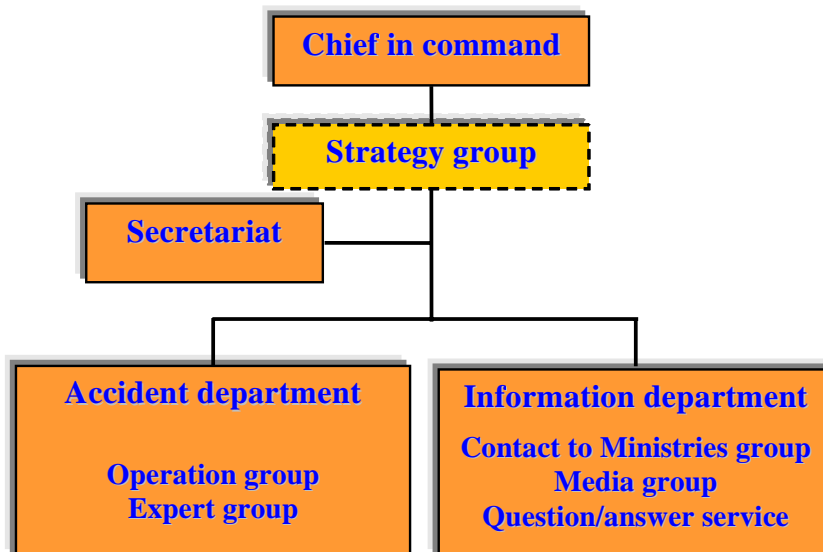 Chief in command
Strategy group
Secretariat
Accident department
Operation group
Expert group
Information department
Contact to Ministries group
Media group
Question/answer service